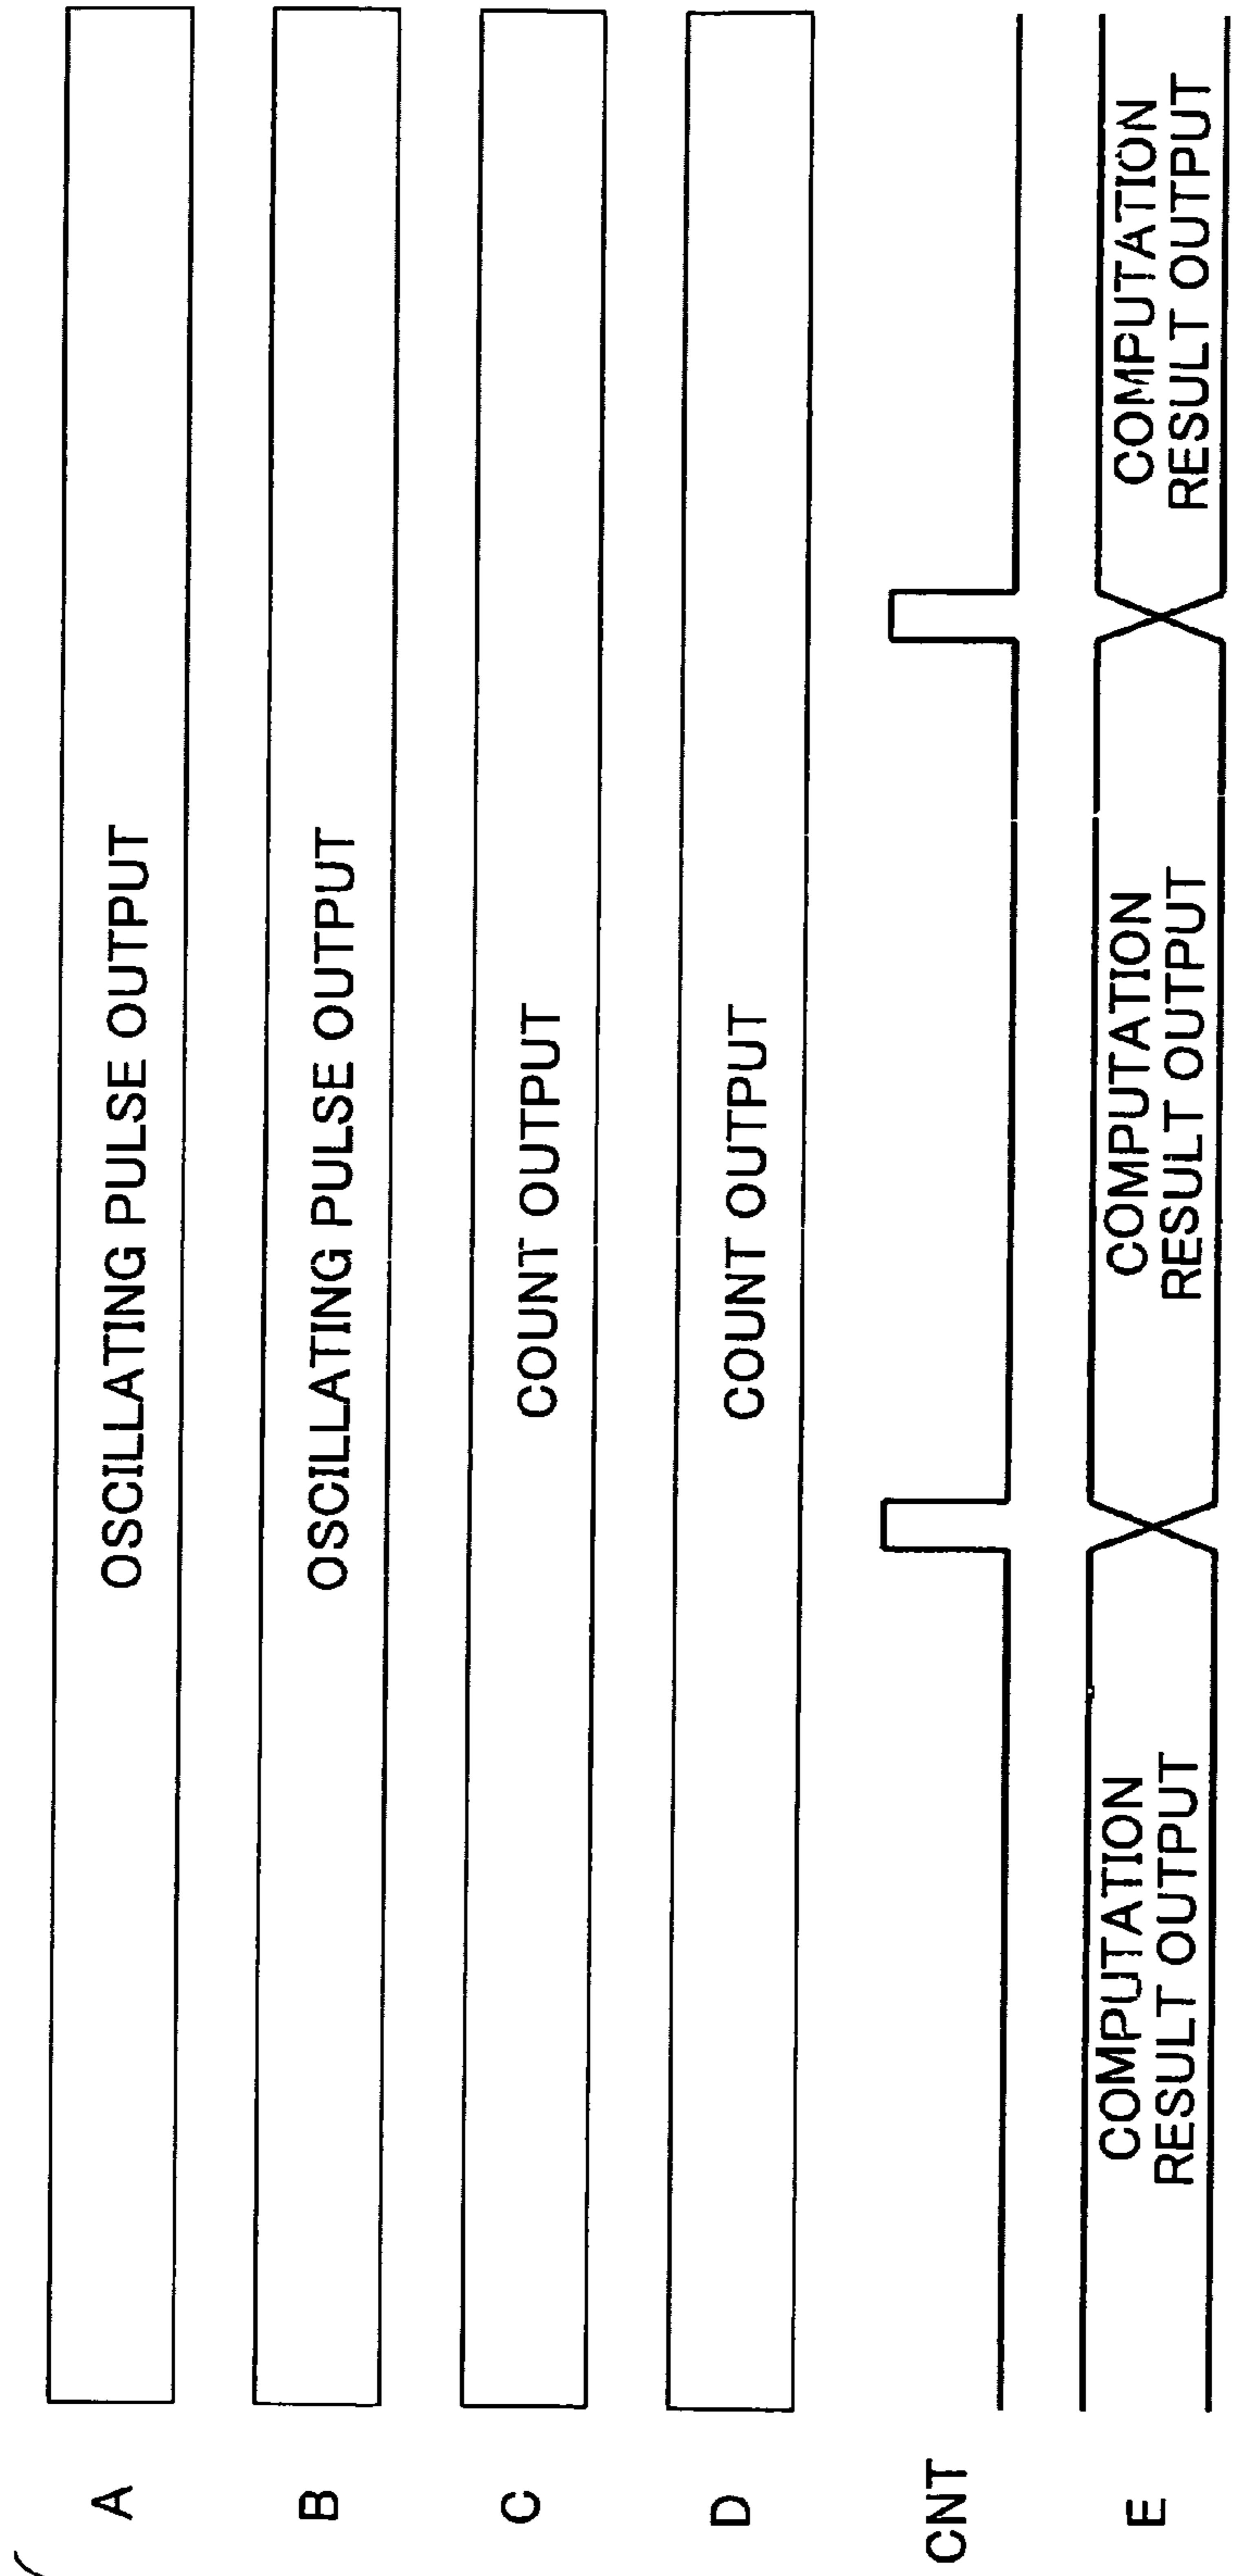 A
OSCILLATING PULSE OUTPUT
B
OSCILLATING PULSE OUTPUT
C
COUNT OUTPUT
D
COUNT OUTPUT
CNT
E
COMPUTATION
RESULT OUTPUT
COMPUTATION
RESULT OUTPUT
COMPUTATION
RESULT OUTPUT